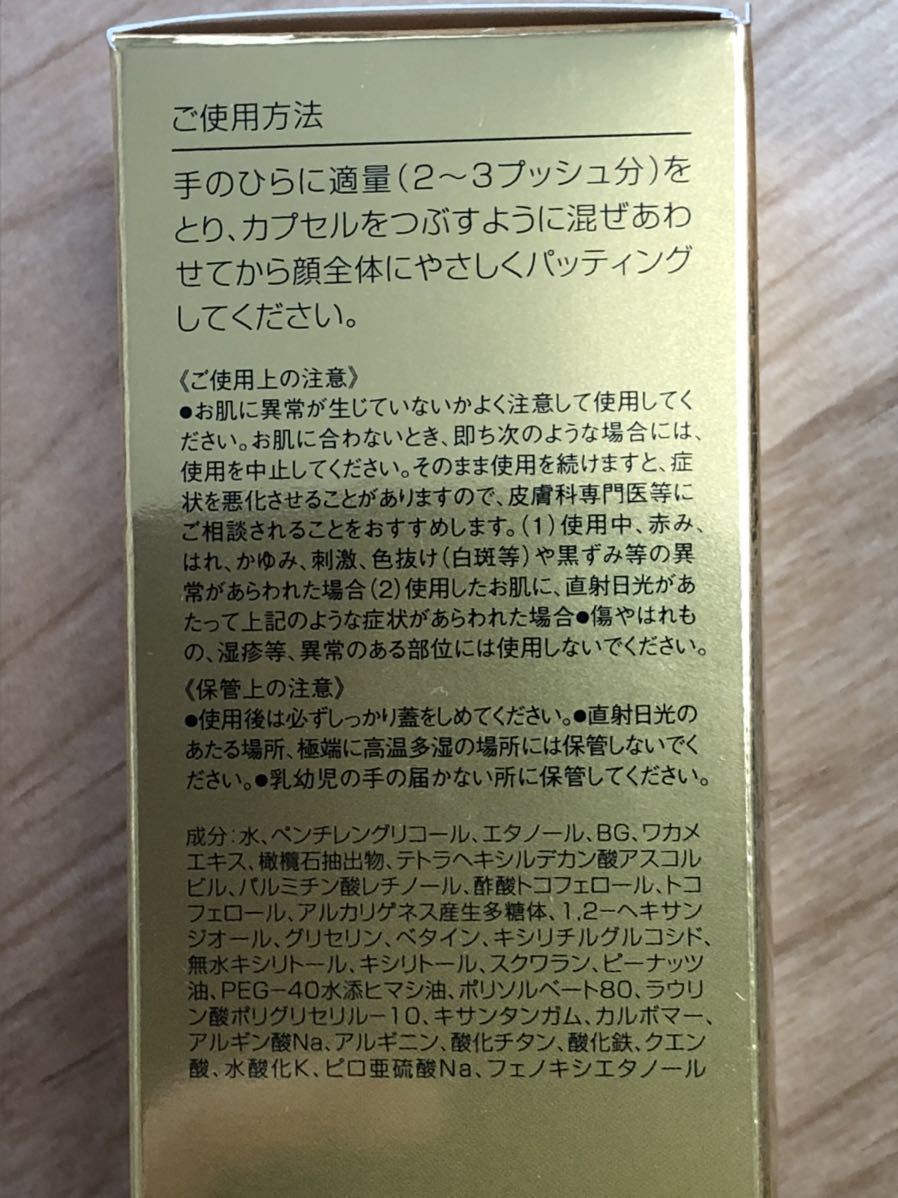 ご使用方法
手のひらに適量(2〜3プッシュ分)を
とり、カプセルをつぶすように混ぜあわ
せてから顔全体にやさしくパッティング
してください。
《ご使用上の注意》
●お肌に異常が生じていないかよく注意して使用してく
ださい。お肌に合わないとき、即ち次のような場合には、
使用を中止してください。そのまま使用を続けますと、症
状を悪化させることがありますので、皮膚科専門医等に
ご相談されることをおすすめします。(1)使用中、赤み、
はれ、かゆみ、刺激、色抜け(白斑等)や黒ずみ等の異
常があらわれた場合(2)使用したお肌に、直射日光があ
たって上記のような症状があらわれた場合●傷やはれも
の、湿疹等、異常のある部位には使用しないでください。
《保管上の注意》
●使用後は必ずしっかり蓋をしめてください。●直射日光の
あたる場所、極端に高温多湿の場所には保管しないでく
ださい。●乳幼児の手の届かない所に保管してください。
成分：水、ペンチレングリコール、エタノール、BG、ワカメ
エキス、橄欖石抽出物、テトラヘキシルデカン酸アスコル
ビル、パルミチン酸レチノール、酢酸トコフェロール、トコ
フェロール、アルカリゲネス産生多糖体、1,2-ヘキサン
ジオール、グリセリン、ベタイン、キシリチルグルコシド、
無水キシリトール、キシリトール、スクワラン、ピーナッツ
油、PEG-40水添ヒマシ油、ポリソルベート80、ラウリ
ン酸ポリグリセリル-10、キサンタンガム、カルボマー、
アルギン酸Na、アルギニン、酸化チタン、酸化鉄、クエン
酸、水酸化K、ピロ亜硫酸Na、フェノキシエタノール